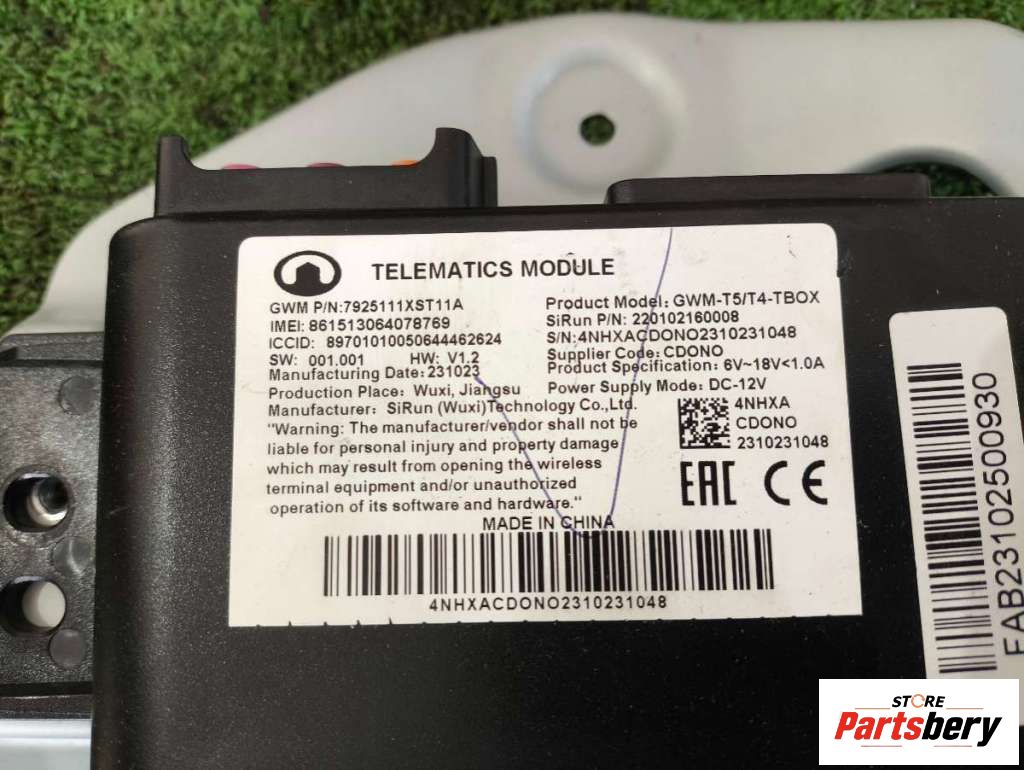 TELEMATICS MODULE
GWM P/N:7925111XST11A
IMEI: 861513064078769
ICCID: 89701010050644462624
SW: 001.001 HW: V1.2
Manufacturing Date: 231023
Production Place: Wuxi, Jiangsu
Manufacturer: SiRun (Wuxi)Technology Co.,Ltd.
"Warning: The manufacturer/vendor shall not be
liable for personal injury and property damage
which may result from opening the wireless
terminal equipment and/or unauthorized
operation of its software and hardware."
Product Model: GWM-T5/T4-TBOX
SiRun P/N: 220102160008
S/N: 4NHXACDONO2310231048
Supplier Code: CDONO
Product Specification: 6V~18V<1.0A
Power Supply Mode: DC-12V
4NHXA
CDONO
2310231048
EAC CE
MADE IN CHINA
4NHXACDONO2310231048
FAB2310250093​0
STORE
Partsbery